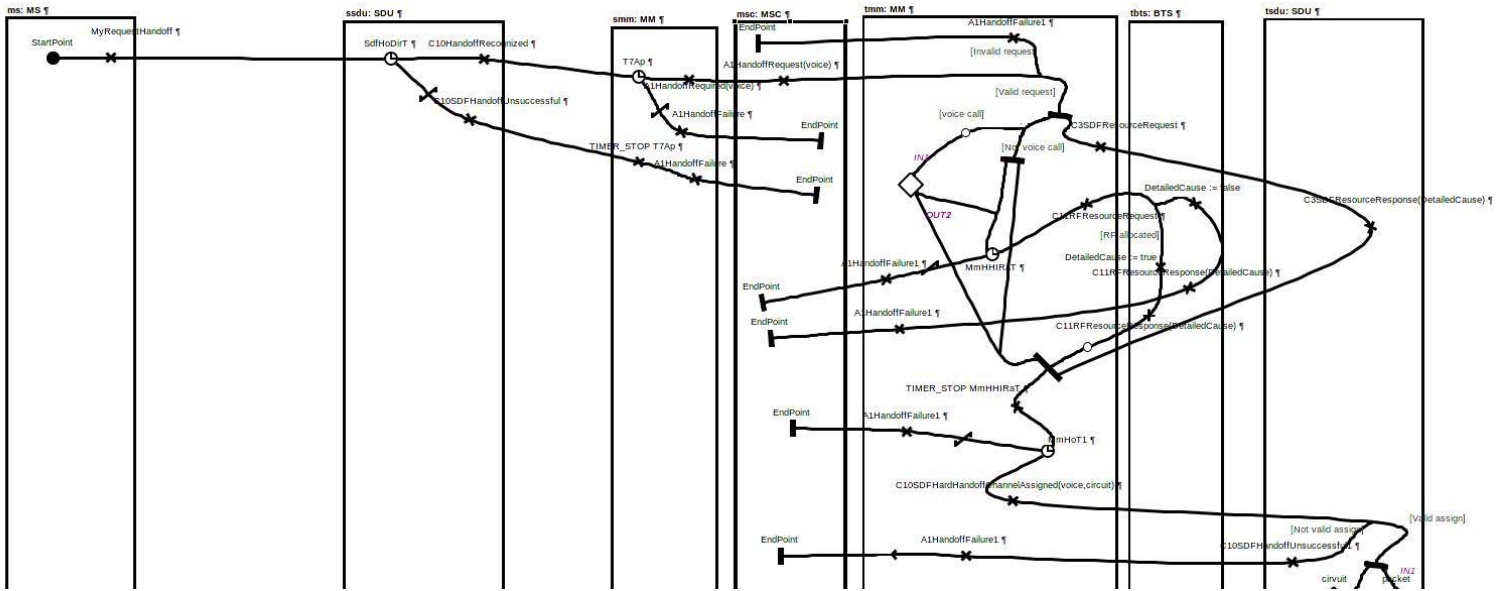 ms: MS ¶
ssdu: SDU ¶
smm: MM ¶
msc: MSC ¶
tmm: MM ¶
tbts: BTS ¶
tsdu: SDU ¶
MyRequestHandoff ¶
StartPoint
SdfHoDirT ¶
C10HandoffRecognized ¶
EndPoint
A1HandoffFailure1 ¶
[Invalid request]
T7Ap ¶
A1HandoffRequest(voice) ¶
A1HandoffRequired(voice) ¶
[Valid request]
C10SDFHandoffUnsuccessful ¶
A1HandoffFailure ¶
EndPoint
[voice call]
C3SDFResourceRequest ¶
TIMER_STOP T7Ap ¶
[Not voice call]
A1HandoffFailure ¶
IN1
EndPoint
DetailedCause := false
C3SDFResourceResponse(DetailedCause) ¶
OUT2
C11RFResourceRequest ¶
[RF allocated]
DetailedCause := true
A1HandoffFailure1 ¶
MmHHIRaT ¶
C11RFResourceResponse(DetailedCause) ¶
EndPoint
A1HandoffFailure1 ¶
EndPoint
C11RFResourceResponse(DetailedCause) ¶
TIMER_STOP MmHHIRaT ¶
EndPoint
A1HandoffFailure1 ¶
MmHoT1 ¶
C10SDFHardHandoffChannelAssigned(voice,circuit) ¶
[Not valid assign]
[Valid assign]
EndPoint
A1HandoffFailure1 ¶
C10SDFHandoffUnsuccessful1 ¶
IN1
cirvuit
packet